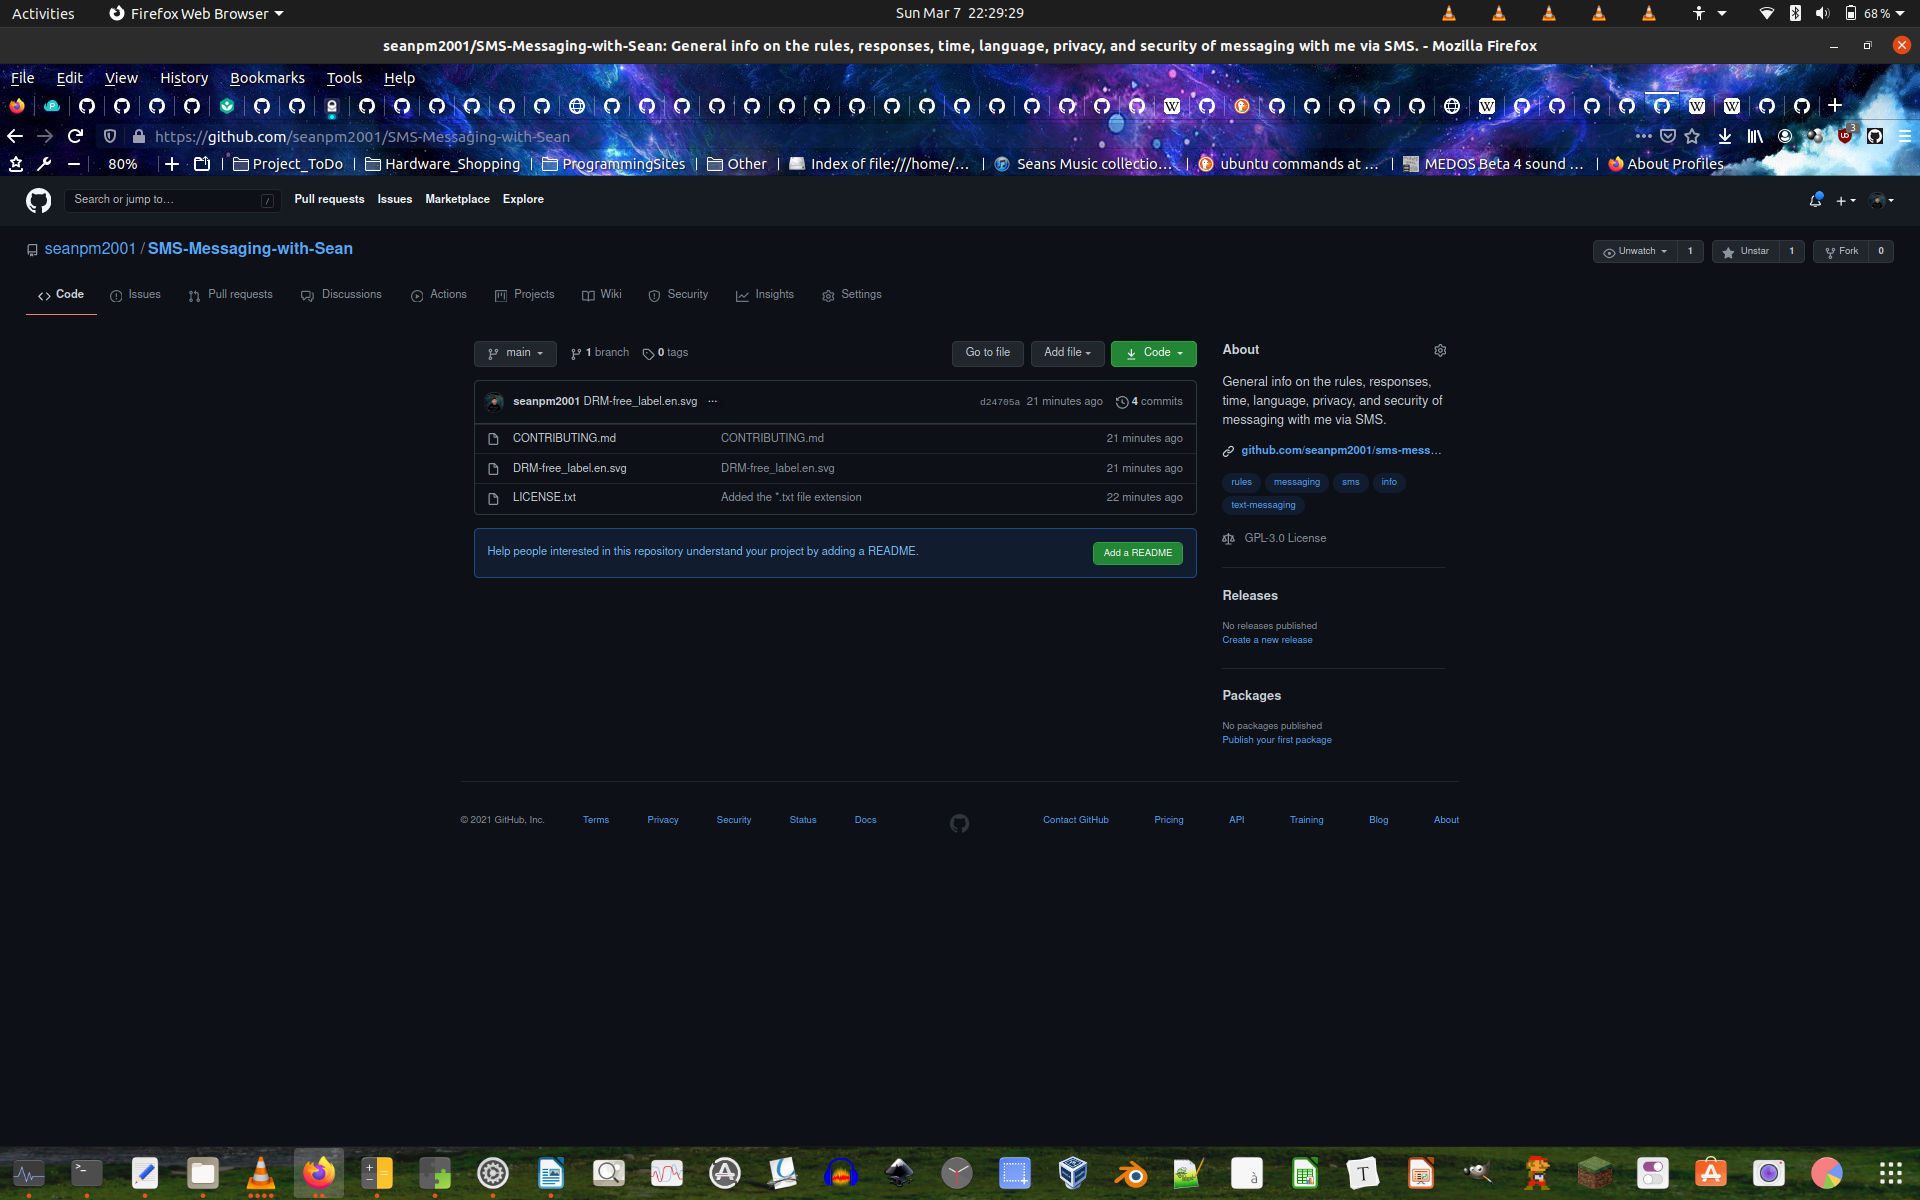 Activities Firefox Web Browser Sun Mar 7 22:29:29 68 %
seanpm2001/SMS-Messaging-with-Sean: General info on the rules, responses, time, language, privacy, and security of messaging with me via SMS. - Mozilla Firefox
File Edit View History Bookmarks Tools Help
https://github.com/seanpm2001/SMS-Messaging-with-Sean 3
80% Project_ToDo Hardware_Shopping ProgrammingSites Other Index of file:///home/... Seans Music collectio... ubuntu commands at ... MEDOS Beta 4 sound ... About Profiles
Search or jump to... / Pull requests Issues Marketplace Explore
seanpm2001 / SMS-Messaging-with-Sean Unwatch 1 Unstar 1 Fork 0
Code Issues Pull requests Discussions Actions Projects Wiki Security Insights Settings
main 1 branch 0 tags Go to file Add file Code
seanpm2001 DRM-free_label.en.svg ... d24705a 21 minutes ago 4 commits
CONTRIBUTING.md CONTRIBUTING.md 21 minutes ago
DRM-free_label.en.svg DRM-free_label.en.svg 21 minutes ago
LICENSE.txt Added the *.txt file extension 22 minutes ago
Help people interested in this repository understand your project by adding a README. Add a README
About
General info on the rules, responses,
time, language, privacy, and security of
messaging with me via SMS.
github.com/seanpm2001/sms-mess...
rules messaging sms info
text-messaging
GPL-3.0 License
Releases
No releases published
Create a new release
Packages
No packages published
Publish your first package
© 2021 GitHub, Inc. Terms Privacy Security Status Docs Contact GitHub Pricing API Training Blog About